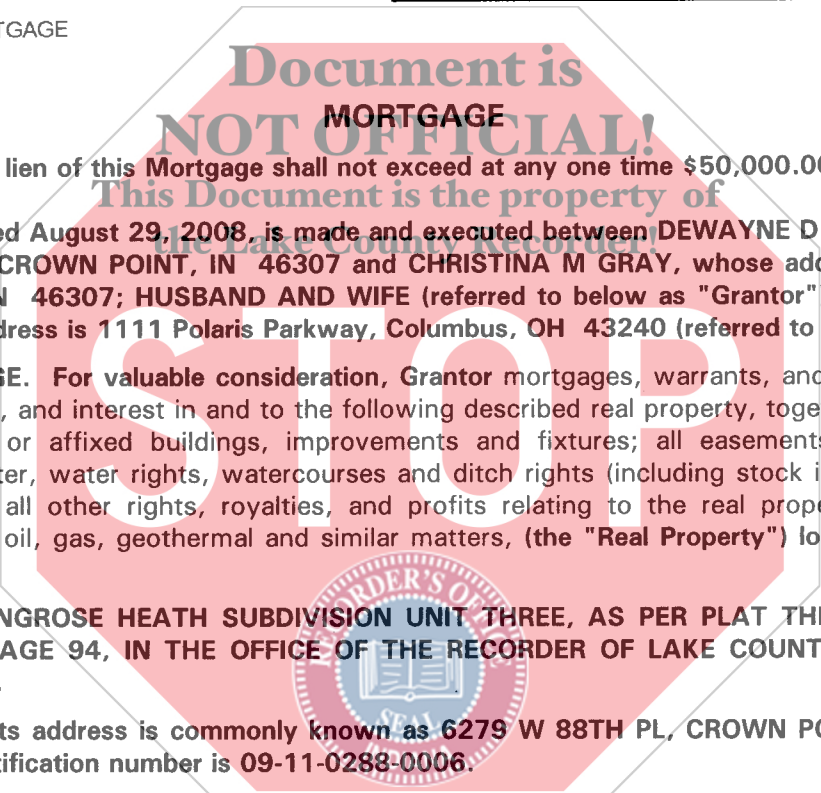 TGAGE
Document is
MORTGAGE
NOT OFFICIAL!
lien of this Mortgage shall not exceed at any one time $50,000.00
This Document is the property of
ed August 29, 2008, is made and executed between DEWAYNE D
the Lake County Recorder!
CROWN POINT, IN 46307 and CHRISTINA M GRAY, whose add
46307; HUSBAND AND WIFE (referred to below as "Grantor"
dress is 1111 Polaris Parkway, Columbus, OH 43240 (referred to
GE. For valuable consideration, Grantor mortgages, warrants, and
, and interest in and to the following described real property, toge
or affixed buildings, improvements and fixtures; all easements
ter, water rights, watercourses and ditch rights (including stock i
all other rights, royalties, and profits relating to the real prope
oil, gas, geothermal and similar matters, (the "Real Property") lo
STOP
NGROSE HEATH SUBDIVISION UNIT THREE, AS PER PLAT THE
AGE 94, IN THE OFFICE OF THE RECORDER OF LAKE COUNT
RECORDER'S OFFICE
SEAL
ts address is commonly known as 6279 W 88TH PL, CROWN PO
tification number is 09-11-0288-0006.